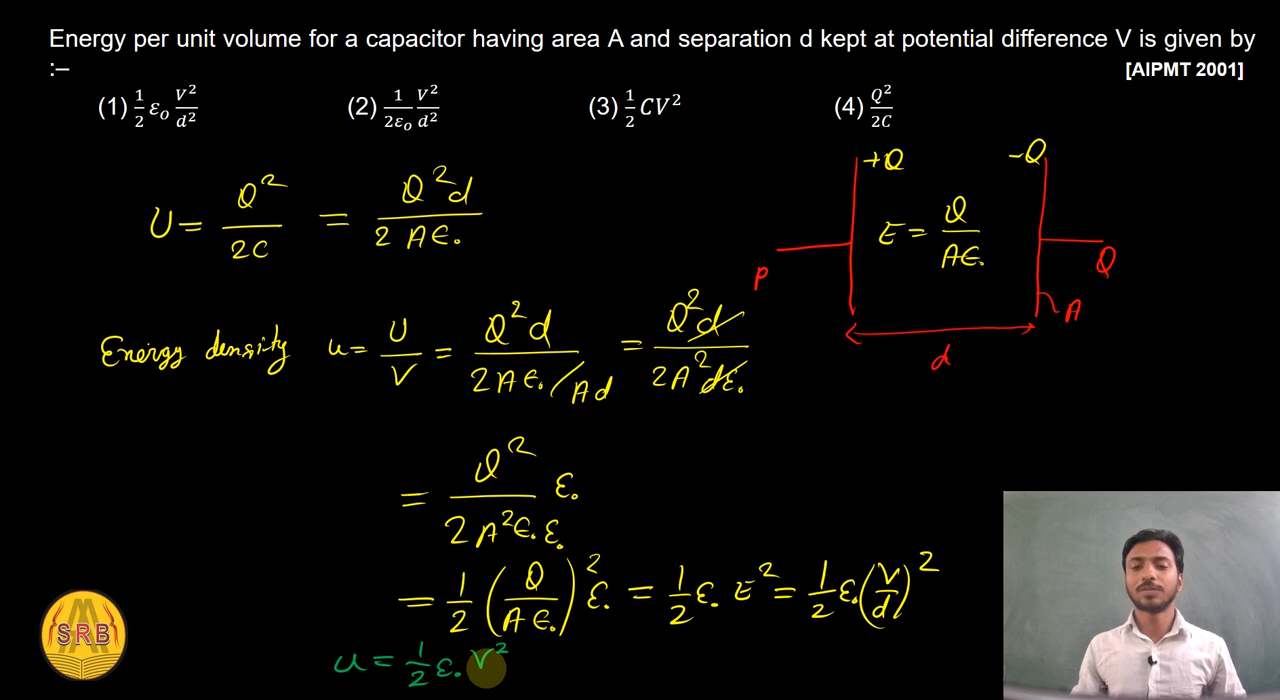 Energy per unit volume for a capacitor having area A and separation d kept at potential difference V is given by
:–
[AIPMT 2001]
(1) 1/2 ε₀ V²/d² (2) 1/2ε₀ V²/d² (3) 1/2 CV² (4) Q²/2C
+Q -Q
U = Q²/2C = Q²d/2Aε₀
E = Q/Aε₀
P Q
A
d
Energy density u = U/V = Q²d/2Aε₀/Ad = Q²d/2A²dε₀
= Q²/2A²ε₀ε₀ ε₀
= 1/2 (Q/Aε₀)² ε₀ = 1/2 ε₀ E² = 1/2 ε₀ (V/d)²
u = 1/2 ε₀ V²
SRB